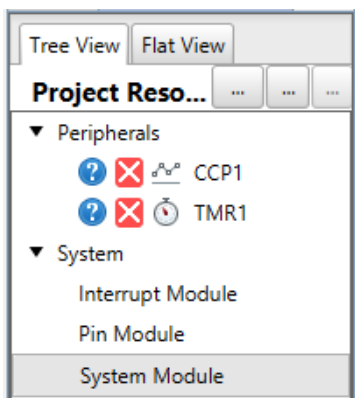 Tree View Flat View
Project Reso... ... ... ...
▼ Peripherals
? CCP1
? TMR1
▼ System
Interrupt Module
Pin Module
System Module